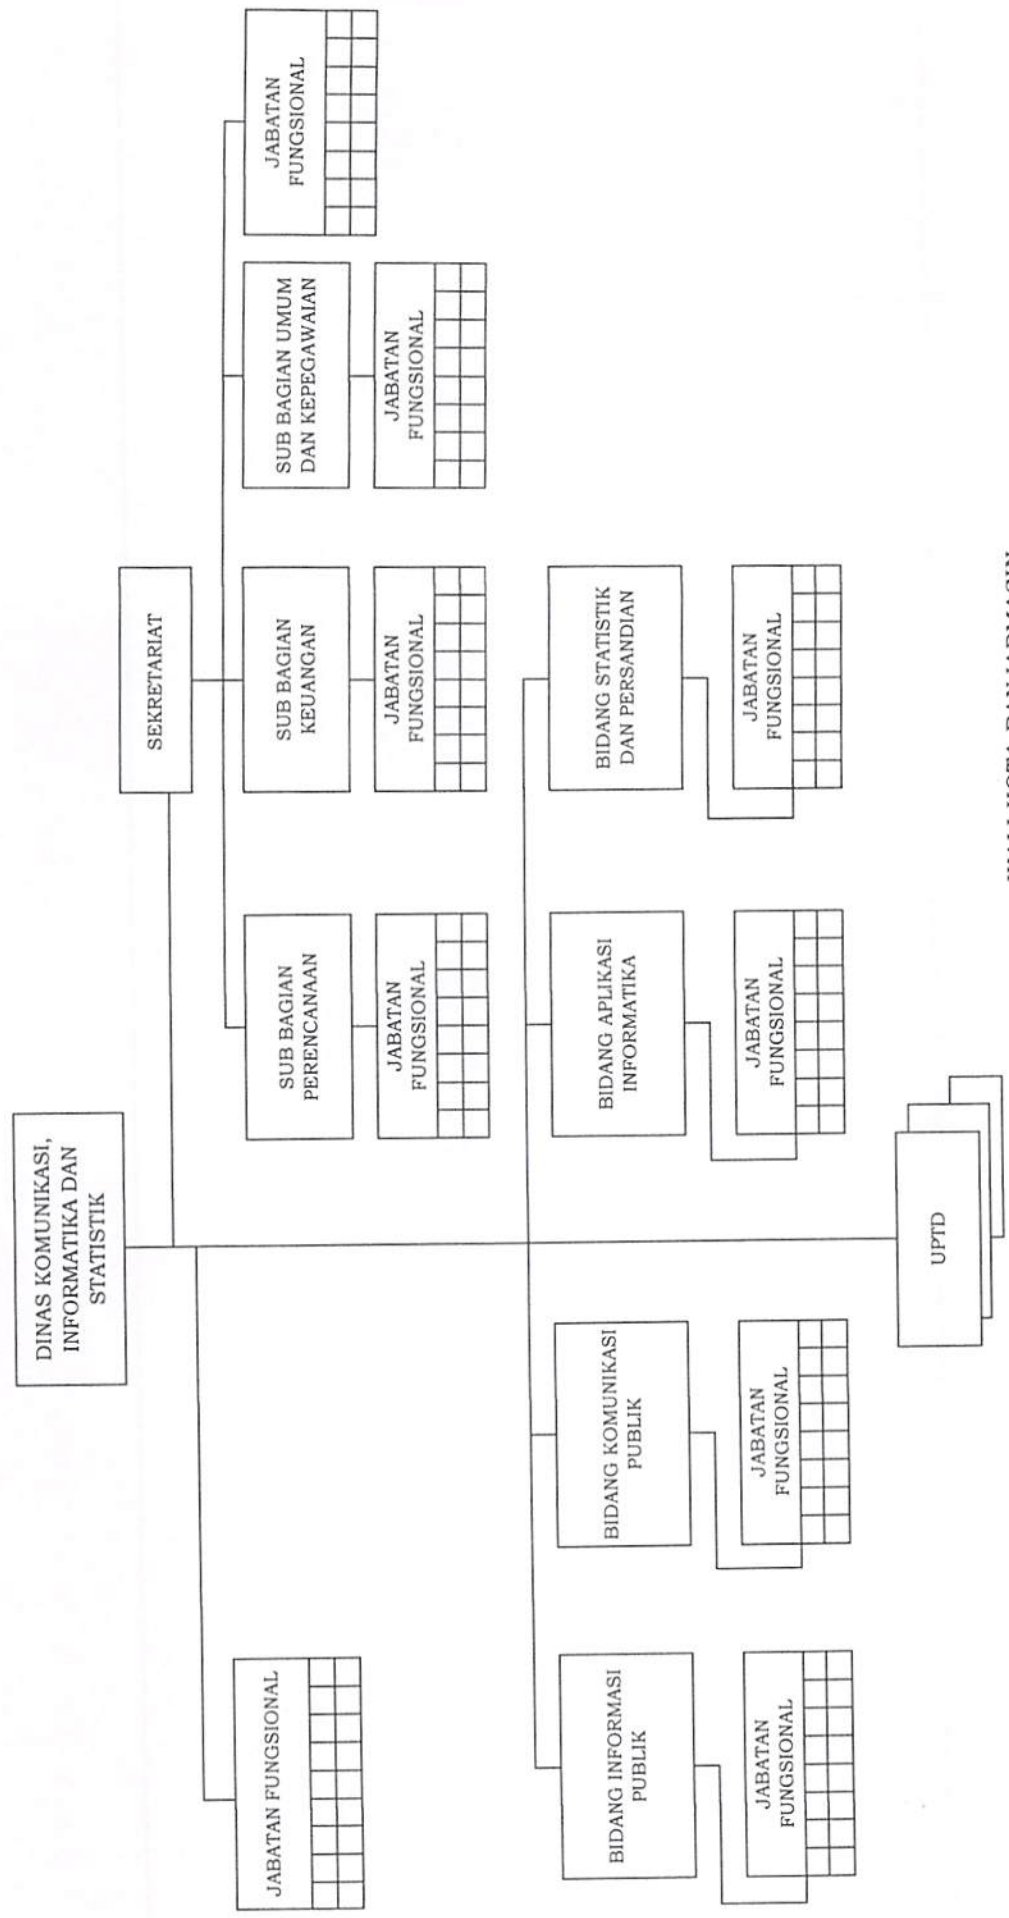 DINAS KOMUNIKASI,
INFORMATIKA DAN
STATISTIK
SEKRETARIAT
JABATAN FUNGSIONAL
SUB BAGIAN
PERENCANAAN
SUB BAGIAN
KEUANGAN
SUB BAGIAN UMUM
DAN KEPEGAWAIAN
JABATAN
FUNGSIONAL
JABATAN
FUNGSIONAL
JABATAN
FUNGSIONAL
JABATAN
FUNGSIONAL
BIDANG INFORMASI
PUBLIK
BIDANG KOMUNIKASI
PUBLIK
BIDANG APLIKASI
INFORMATIKA
BIDANG STATISTIK
DAN PERSANDIAN
JABATAN
FUNGSIONAL
JABATAN
FUNGSIONAL
JABATAN
FUNGSIONAL
JABATAN
FUNGSIONAL
UPTD